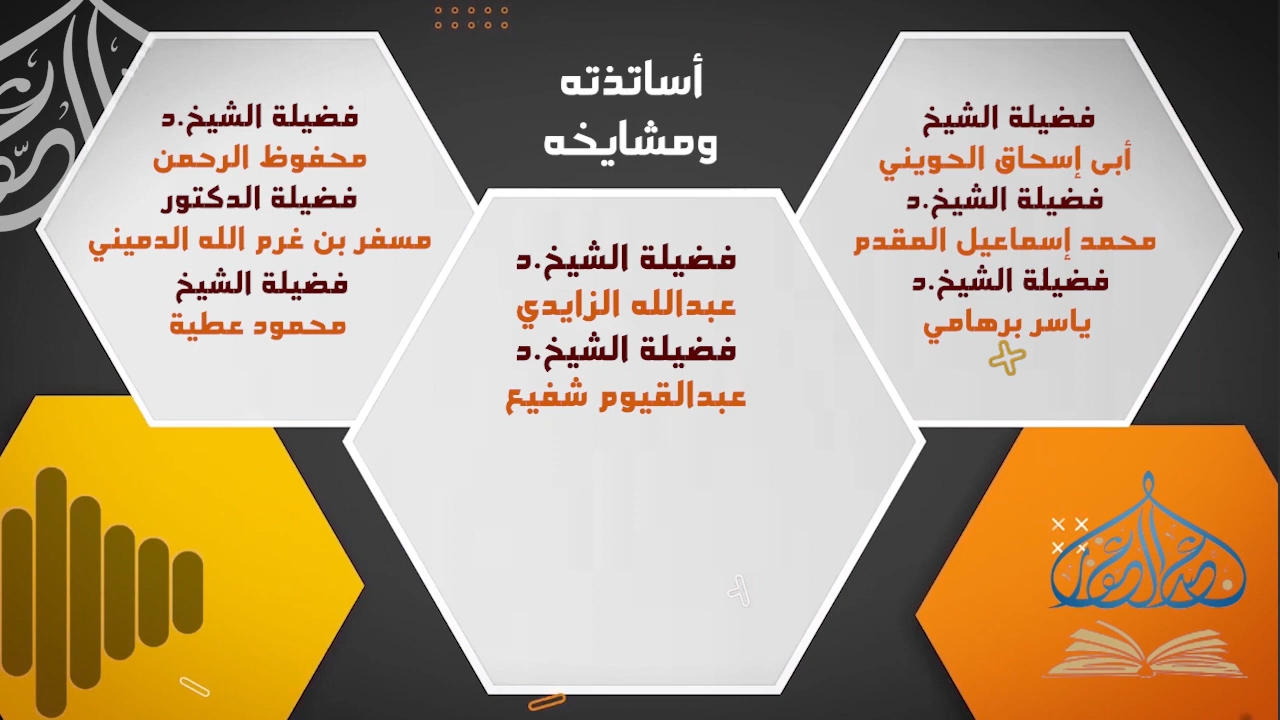 أساتذته
ومشايخه
فضيلة الشيخ
أبى إسحاق الحويني
فضيلة الشيخ.د
محمد إسماعيل المقدم
فضيلة الشيخ.د
ياسر برهامي
فضيلة الشيخ.د
عبدالله الزايدي
فضيلة الشيخ.د
عبدالقيوم شفيع
فضيلة الشيخ.د
محفوظ الرحمن
فضيلة الدكتور
مسفر بن غرم الله الدميني
فضيلة الشيخ
محمود عطية